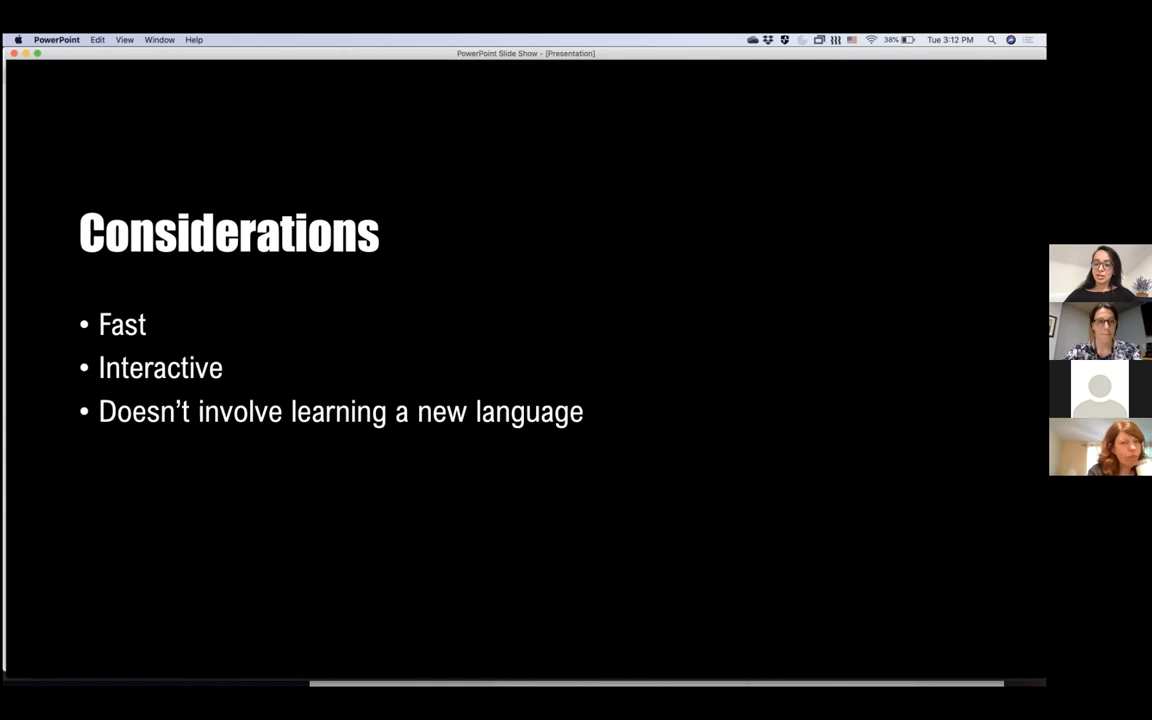 PowerPoint Edit View Window Help 38% Tue 3:12 PM
PowerPoint Slide Show - [Presentation]
Considerations
• Fast
• Interactive
• Doesn’t involve learning a new language